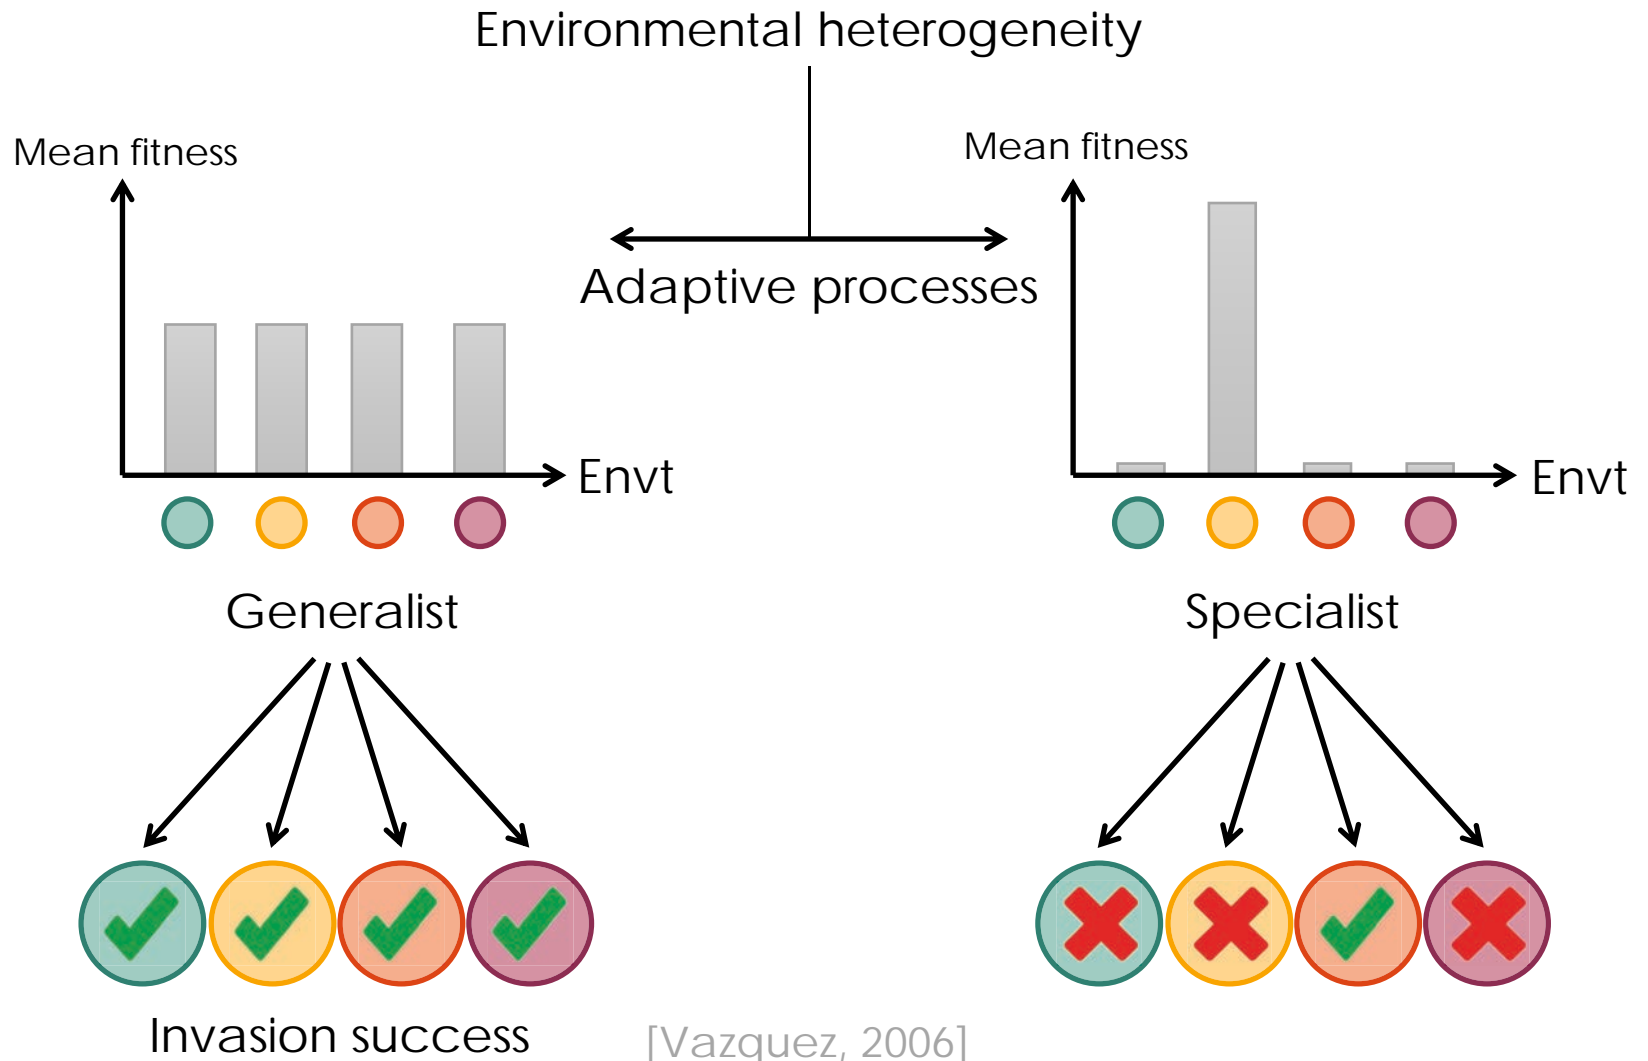 Environmental heterogeneity
Mean fitness
Mean fitness
Adaptive processes
Envt
Envt
Generalist
Specialist
Invasion success
[Vazquez, 2006]